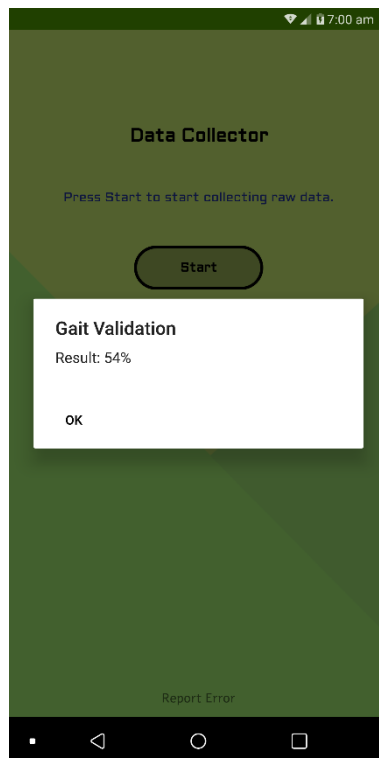 7:00 am
Data Collector
Press Start to start collecting raw data.
Start
Gait Validation
Result: 54%
OK
Report Error